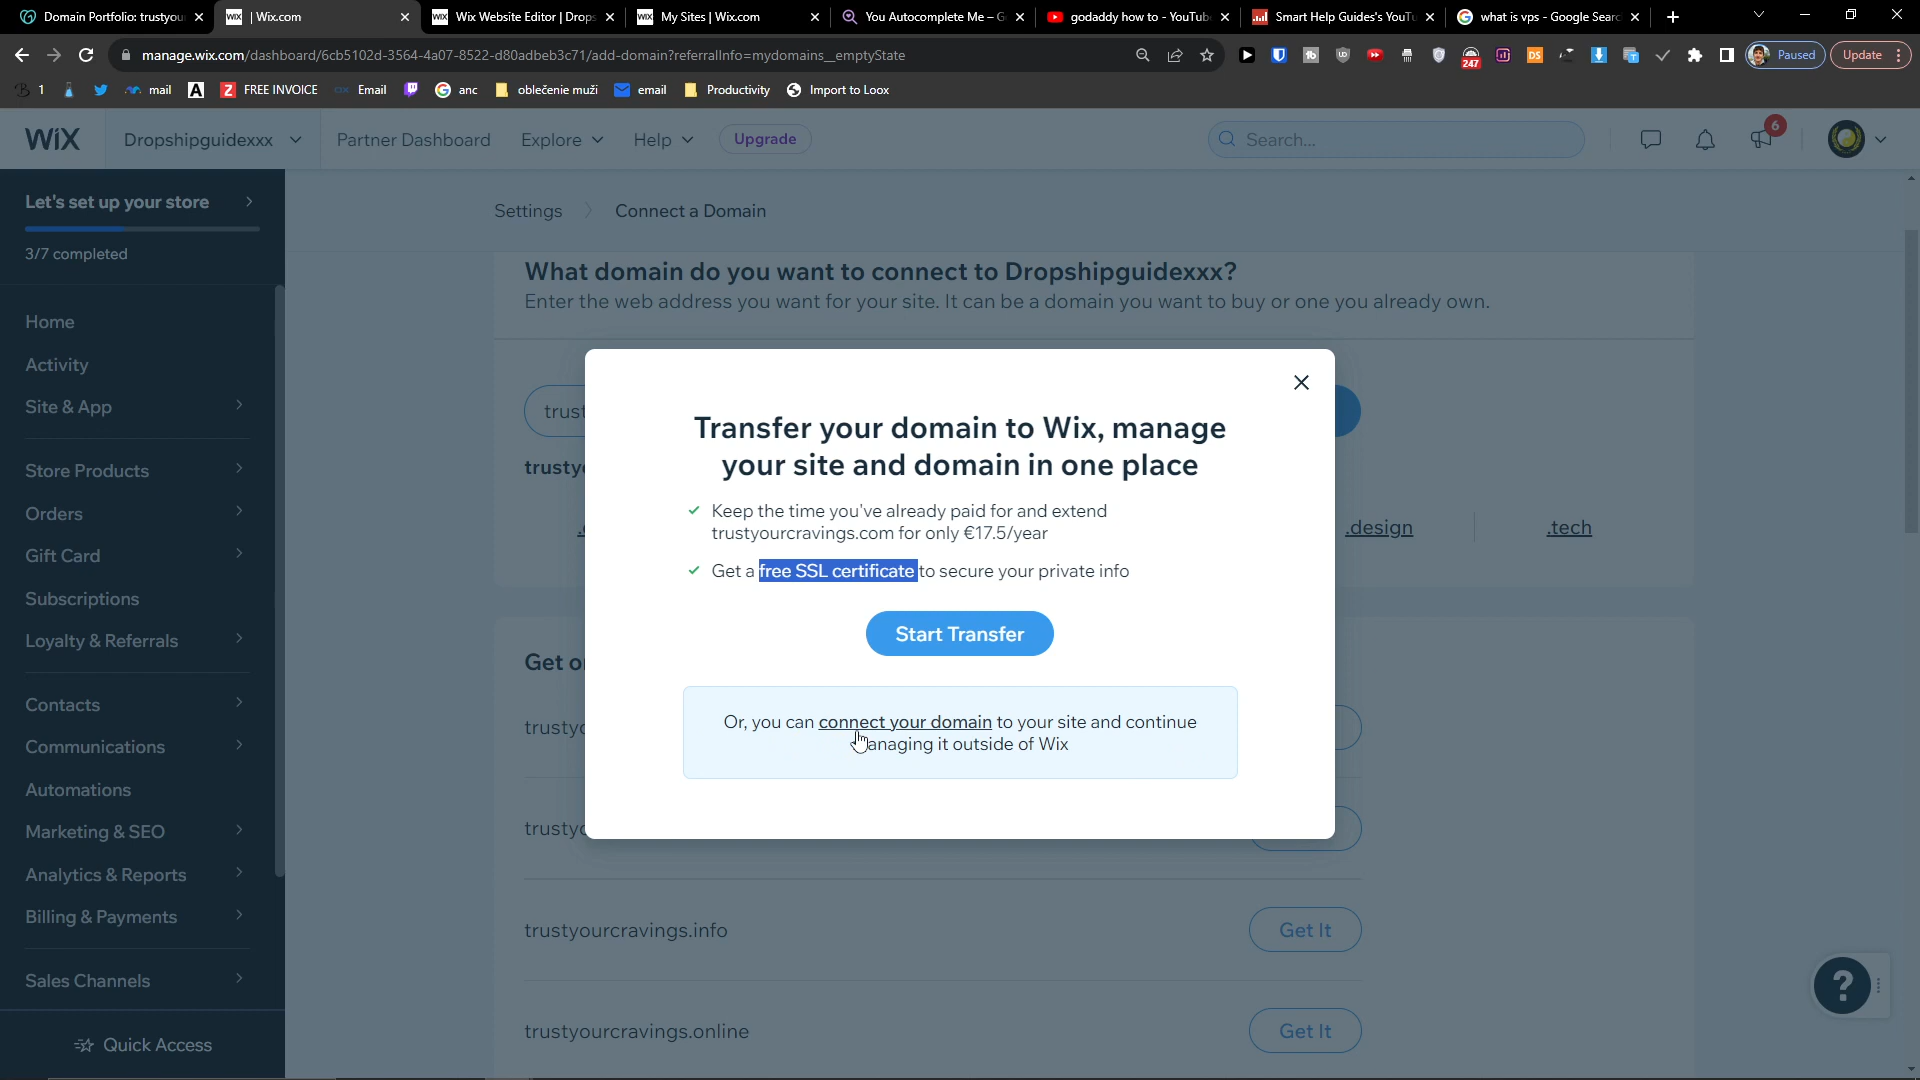 Domain Portfolio: trustyou
WiX | Wix.com
WiX Wix Website Editor | Drops
WiX My Sites | Wix.com
You Autocomplete Me – G
godaddy how to - YouTub
Smart Help Guides's YouTu
what is vps - Google Searc
manage.wix.com/dashboard/6cb5102d-3564-4a07-8522-d80adbeb3c71/add-domain?referralInfo=mydomains__emptyState
247
Paused
Update
1
mail
FREE INVOICE
Email
anc
oblečenie muži
email
Productivity
Import to Loox
WiX
Dropshipguidexxx
Partner Dashboard
Explore
Help
Upgrade
Search...
6
Let's set up your store
3/7 completed
Home
Activity
Site & App
Store Products
Orders
Gift Card
Subscriptions
Loyalty & Referrals
Contacts
Communications
Automations
Marketing & SEO
Analytics & Reports
Billing & Payments
Sales Channels
Quick Access
Settings
Connect a Domain
What domain do you want to connect to Dropshipguidexxx?
Enter the web address you want for your site. It can be a domain you want to buy or one you already own.
.design
.tech
Transfer your domain to Wix, manage
your site and domain in one place
Keep the time you've already paid for and extend
trustyourcravings.com for only €17.5/year
Get a free SSL certificate to secure your private info
Start Transfer
Or, you can connect your domain to your site and continue
managing it outside of Wix
trustyourcravings.info
Get It
trustyourcravings.online
Get It
?